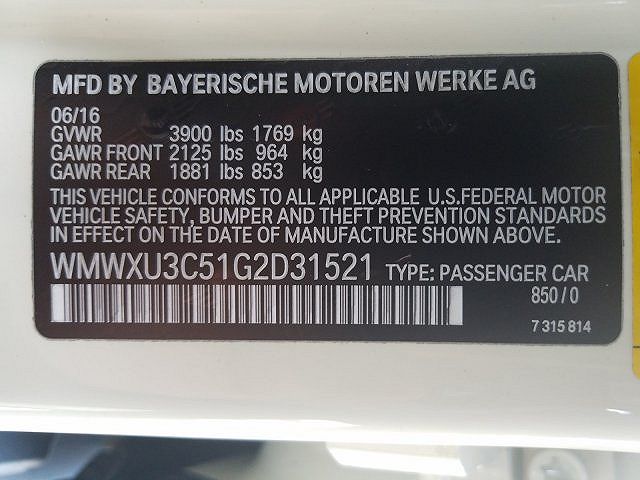 MFD BY BAYERISCHE MOTOREN WERKE AG
06/16
GVWR 3900 lbs 1769 kg
GAWR FRONT 2125 lbs 964 kg
GAWR REAR 1881 lbs 853 kg
THIS VEHICLE CONFORMS TO ALL APPLICABLE U.S.FEDERAL MOTOR
VEHICLE SAFETY, BUMPER AND THEFT PREVENTION STANDARDS
IN EFFECT ON THE DATE OF MANUFACTURE SHOWN ABOVE.
WMWXU3C51G2D31521 TYPE: PASSENGER CAR
850/0
7 315 814